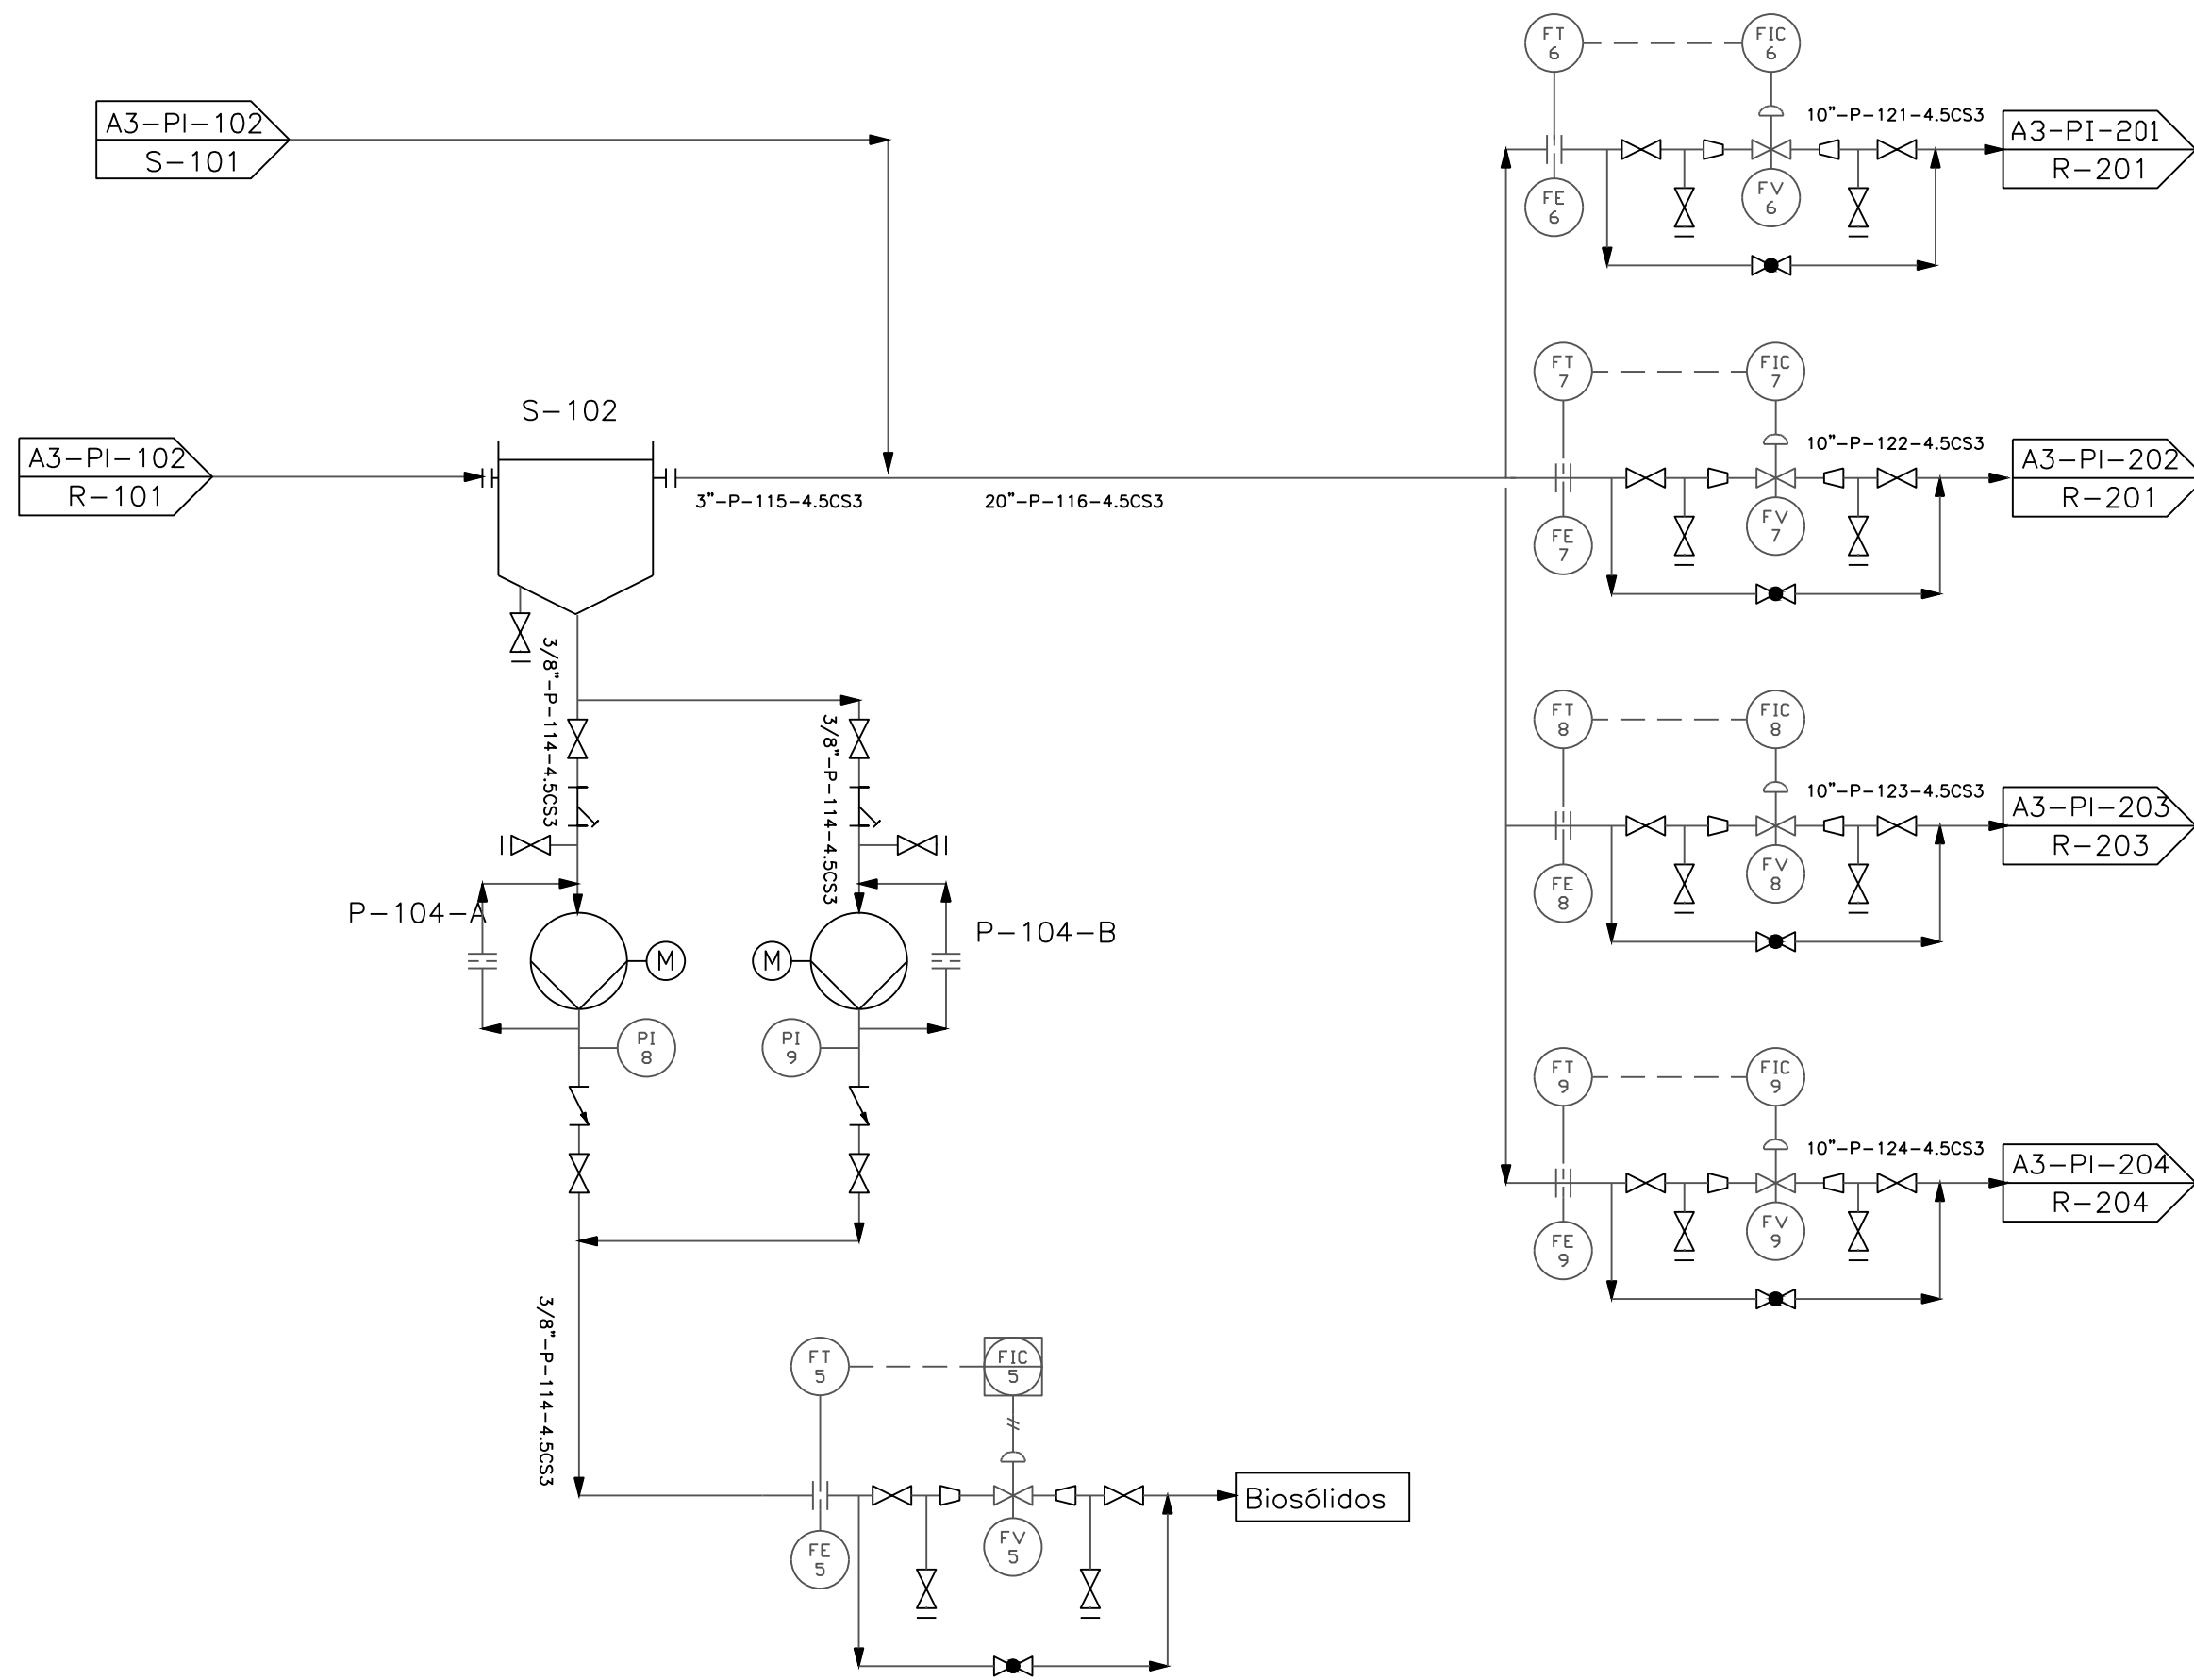 FT
6
FIC
6
10"-P-121-4.5CS3
A3-PI-201
R-201
FE
6
FV
6
A3-PI-102
S-101
FT
7
FIC
7
10"-P-122-4.5CS3
A3-PI-202
R-201
FE
7
FV
7
S-102
A3-PI-102
R-101
3"-P-115-4.5CS3
20"-P-116-4.5CS3
3/8"-P-114-4.5CS3
3/8"-P-114-4.5CS3
FT
8
FIC
8
10"-P-123-4.5CS3
A3-PI-203
R-203
FE
8
FV
8
P-104-A
M
M
P-104-B
PI
8
PI
9
FT
9
FIC
9
10"-P-124-4.5CS3
A3-PI-204
R-204
FE
9
FV
9
3/8"-P-114-4.5CS3
FT
5
FIC
5
Biosólidos
FE
5
FV
5